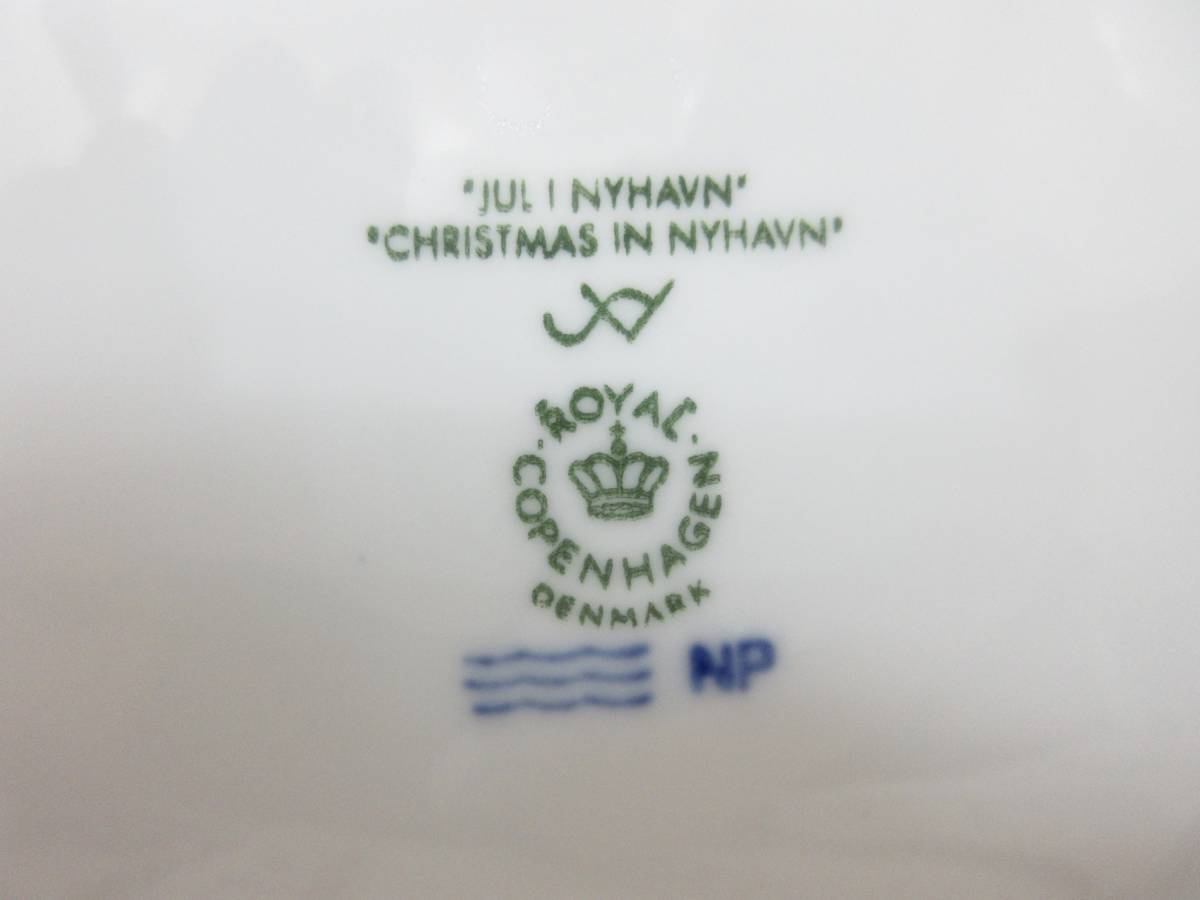 "JUL I NYHAVN"
"CHRISTMAS IN NYHAVN"
ROYAL
COPENHAGEN
DENMARK
NP